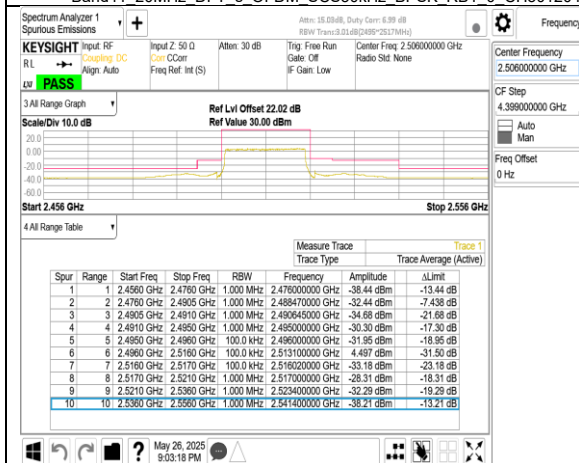 Spectrum Analyzer 1
Spurious Emissions
Attn: 15.03dB, Duty Corr: 6.99 dB
RBW Trans:3.01dB(2495~2517MHz)
Frequency
KEYSIGHT
Input: RF
Coupling: DC
Align: Auto
Input Z: 50 Ω
Corr CCorr
Freq Ref: Int (S)
Atten: 30 dB
Trig: Free Run
Gate: Off
IF Gain: Low
Center Freq: 2.506000000 GHz
Radio Std: None
RL
LXI PASS
Center Frequency
2.506000000 GHz
CF Step
4.399000000 GHz
Auto
Man
Freq Offset
0 Hz
3 All Range Graph
Scale/Div 10.0 dB
Ref Lvl Offset 22.02 dB
Ref Value 30.00 dBm
20.0
0.00
-20.0
-40.0
-60.0
Start 2.456 GHz
Stop 2.556 GHz
4 All Range Table
Measure Trace Trace 1
Trace Type Trace Average (Active)
Spur Range Start Freq Stop Freq RBW Frequency Amplitude ΔLimit
1 1 2.4560 GHz 2.4760 GHz 1.000 MHz 2.476000000 GHz -38.44 dBm -13.44 dB
2 2 2.4760 GHz 2.4905 GHz 1.000 MHz 2.488470000 GHz -32.44 dBm -7.438 dB
3 3 2.4905 GHz 2.4910 GHz 1.000 MHz 2.490645000 GHz -34.68 dBm -21.68 dB
4 4 2.4910 GHz 2.4950 GHz 1.000 MHz 2.495000000 GHz -30.30 dBm -17.30 dB
5 5 2.4950 GHz 2.4960 GHz 100.0 kHz 2.496000000 GHz -31.95 dBm -18.95 dB
6 6 2.4960 GHz 2.5160 GHz 100.0 kHz 2.513100000 GHz 4.497 dBm -31.50 dB
7 7 2.5160 GHz 2.5170 GHz 100.0 kHz 2.516020000 GHz -33.18 dBm -23.18 dB
8 8 2.5170 GHz 2.5210 GHz 1.000 MHz 2.517000000 GHz -28.31 dBm -18.31 dB
9 9 2.5210 GHz 2.5360 GHz 1.000 MHz 2.523400000 GHz -32.29 dBm -19.29 dB
10 10 2.5360 GHz 2.5560 GHz 1.000 MHz 2.541400000 GHz -38.21 dBm -13.21 dB
May 26, 2025
9:03:18 PM